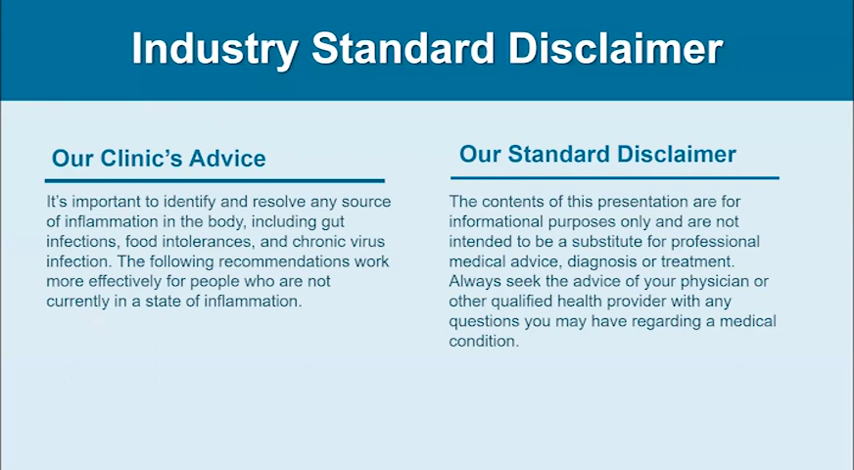 Industry Standard Disclaimer
Our Clinic’s Advice
It’s important to identify and resolve any source
of inflammation in the body, including gut
infections, food intolerances, and chronic virus
infection. The following recommendations work
more effectively for people who are not
currently in a state of inflammation.
Our Standard Disclaimer
The contents of this presentation are for
informational purposes only and are not
intended to be a substitute for professional
medical advice, diagnosis or treatment.
Always seek the advice of your physician or
other qualified health provider with any
questions you may have regarding a medical
condition.